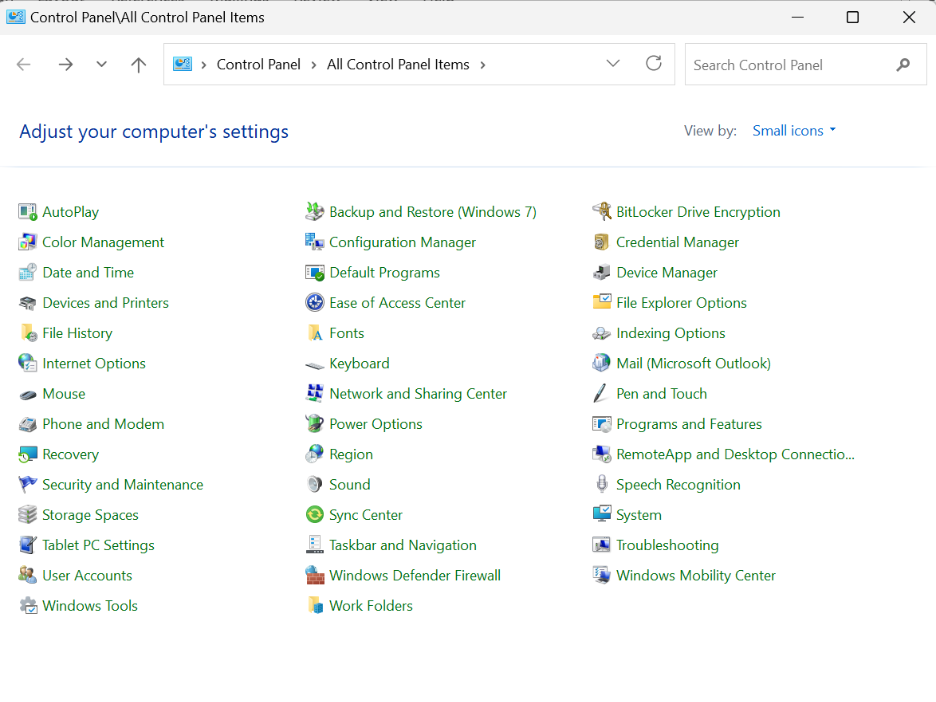 Control Panel\All Control Panel Items
Control Panel All Control Panel Items
Search Control Panel
Adjust your computer's settings
View by: Small icons
AutoPlay
Backup and Restore (Windows 7)
BitLocker Drive Encryption
Color Management
Configuration Manager
Credential Manager
Date and Time
Default Programs
Device Manager
Devices and Printers
Ease of Access Center
File Explorer Options
File History
Fonts
Indexing Options
Internet Options
Keyboard
Mail (Microsoft Outlook)
Mouse
Network and Sharing Center
Pen and Touch
Phone and Modem
Power Options
Programs and Features
Recovery
Region
RemoteApp and Desktop Connectio...
Security and Maintenance
Sound
Speech Recognition
Storage Spaces
Sync Center
System
Tablet PC Settings
Taskbar and Navigation
Troubleshooting
User Accounts
Windows Defender Firewall
Windows Mobility Center
Windows Tools
Work Folders